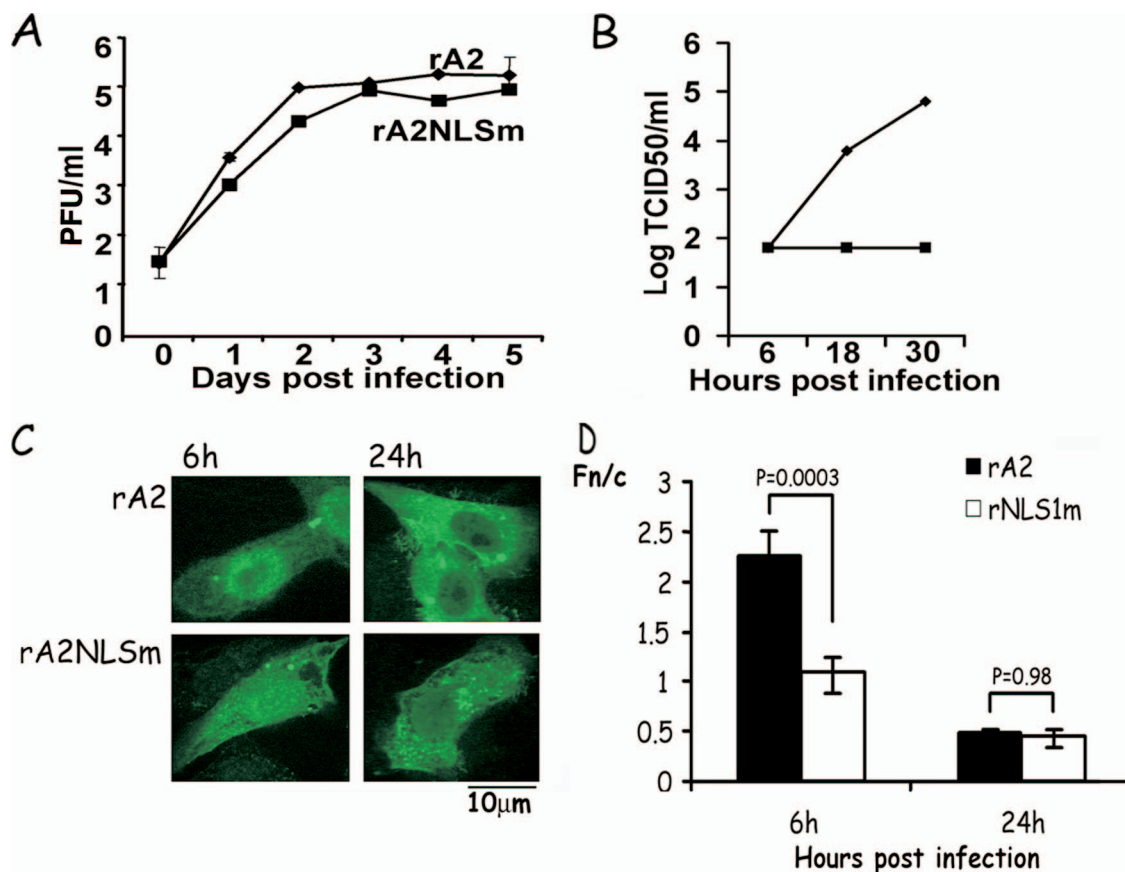 A
6
5
4
3
2
1
0
PFU/ml
rA2
rA2NLSm
0 1 2 3 4 5
Days post infection
B
6
5
4
3
2
1
0
Log TCID50/ml
6 18 30
Hours post infection
C
6h 24h
rA2
rA2NLSm
10μm
D
Fn/c
3
2.5
2
1.5
1
0.5
0
P=0.0003
P=0.98
rA2
rNLS1m
6h 24h
Hours post infection